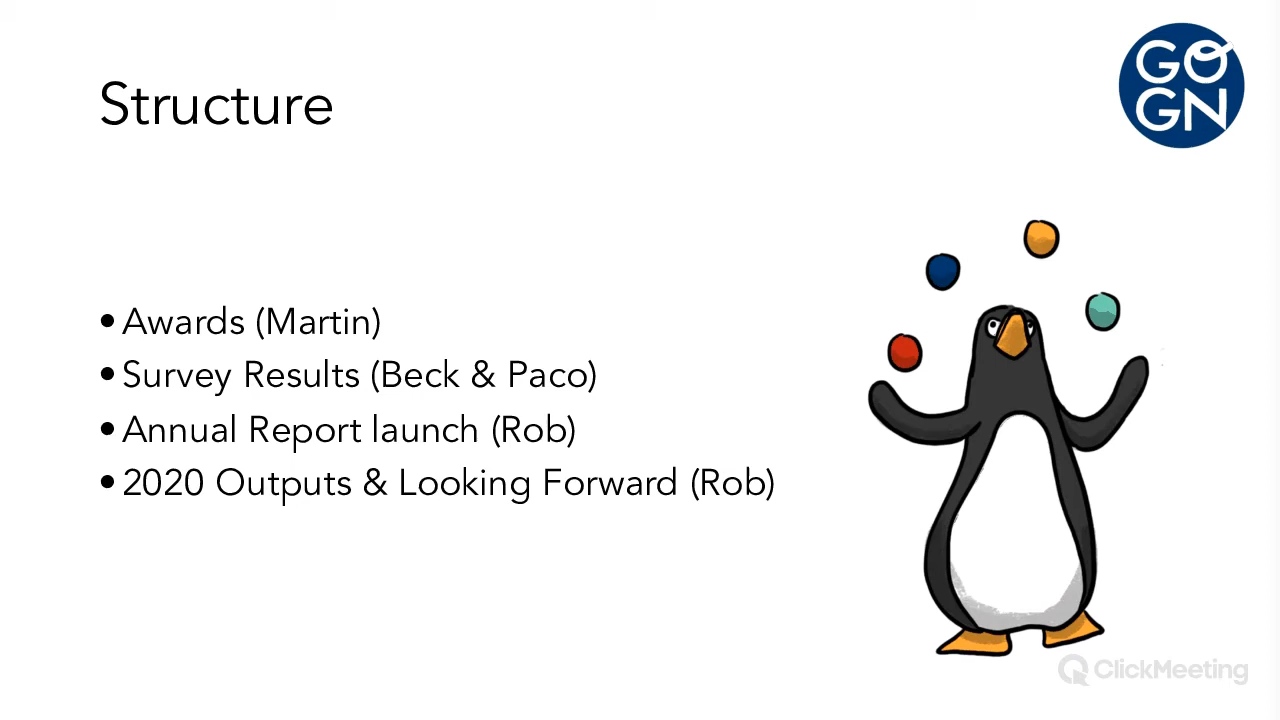 Structure
GO
GN
• Awards (Martin)
• Survey Results (Beck & Paco)
• Annual Report launch (Rob)
• 2020 Outputs & Looking Forward (Rob)
ClickMeeting